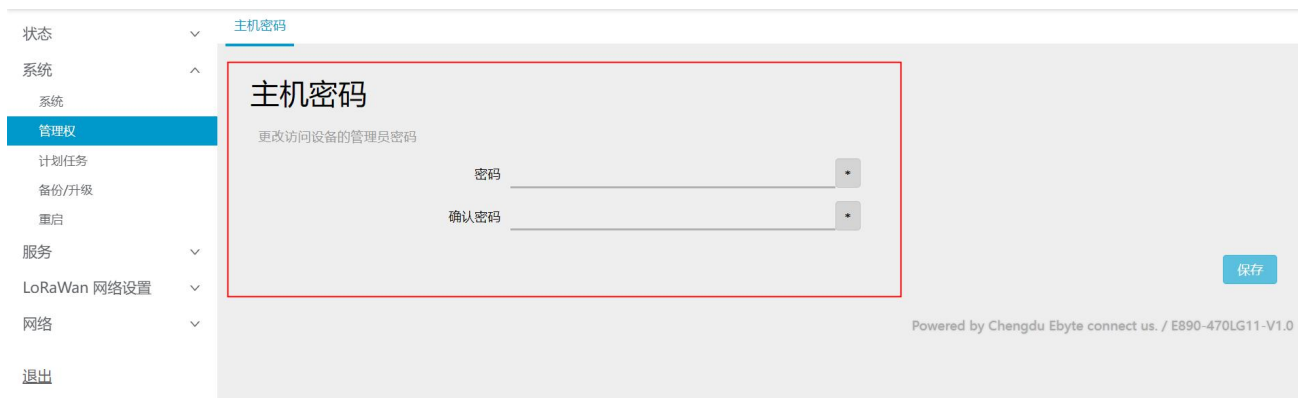 状态
系统
系统
管理权
计划任务
备份/升级
重启
服务
LoRaWan 网络设置
网络
退出
主机密码
主机密码
更改访问设备的管理员密码
密码 *
确认密码 *
保存
Powered by Chengdu Ebyte connect us. / E890-470LG11-V1.0